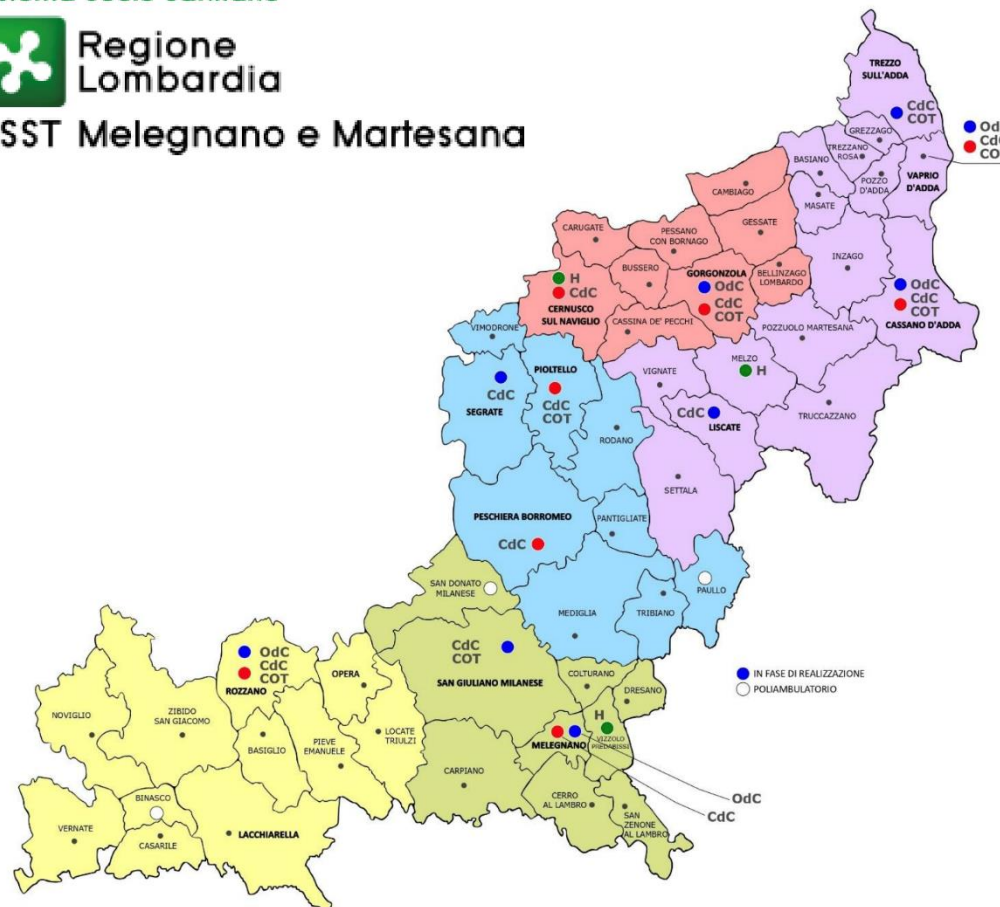 Regione
Lombardia
SST Melegnano e Martesana
TREZZO
SULL'ADDA
CdC
COT
GREZZAGO
TREZZANO
ROSA
BASIANO
POZZO
D'ADDA
VAPRIO
D'ADDA
MASATE
CAMBIAGO
GESSATE
CARUGATE
PESSANO
CON BORNAGO
INZAGO
BUSSERO
GORGONZOLA
OdC
CdC
COT
BELLINZAGO
LOMBARDO
H
CdC
CERNUSCO
SUL NAVIGLIO
OdC
CdC
COT
CASSANO D'ADDA
CASSINA DE' PECCHI
POZZUOLO MARTESANA
VIMODRONE
PIOLTELLO
CdC
COT
VIGNATE
MELZO
H
CdC
SEGRATE
CdC
LISCATE
TRUCCAZZANO
RODANO
SETTALA
PESCHIERA BORROMEO
CdC
PANTIGLIATE
SAN DONATO
MILANESE
PAULLO
MEDIGLIA
TRIBIANO
CdC
COT
SAN GIULIANO MILANESE
OdC
CdC
COT
ROZZANO
OPERA
COLTURANO
DRESANO
IN FASE DI REALIZZAZIONE
POLIAMBULATORIO
NOVIGLIO
ZIBIDO
SAN GIACOMO
BASIGLIO
PIEVE
EMANUELE
LOCATE
TRIULZI
H
VIZZOLO
PREDABISSI
MELEGNANO
CARPIANO
CERRO
AL LAMBRO
SAN
ZENONE
AL LAMBRO
OdC
CdC
BINASCO
VERNATE
CASARILE
LACCHIARELLA